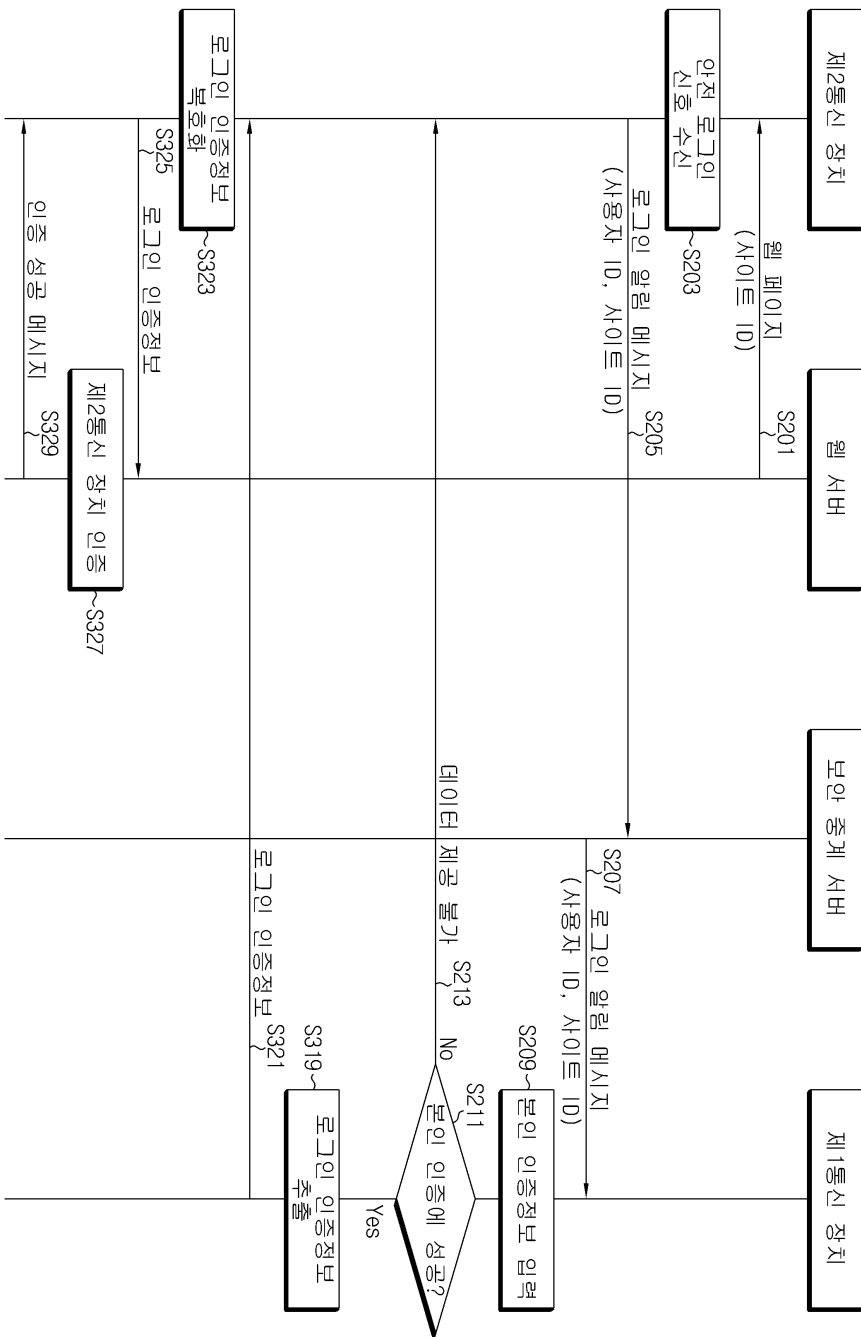 제2통신 장치
웹 서버
보안 중계 서버
제1통신 장치
웹 페이지
(사이트 ID)
S201
안전 로그인
신호 수신
S203
로그인 알림 메시지
(사용자 ID, 사이트 ID)
S205
S207
로그인 알림 메시지
(사용자 ID, 사이트 ID)
S209
본인 인증정보 입력
S211
본인 인증에 성공?
No
데이터 제공 불가
S213
Yes
S319
로그인 인증정보
추출
로그인 인증정보
S321
로그인 인증정보
복호화
S323
S325
로그인 인증정보
제2통신 장치 인증
S327
인증 성공 메시지
S329